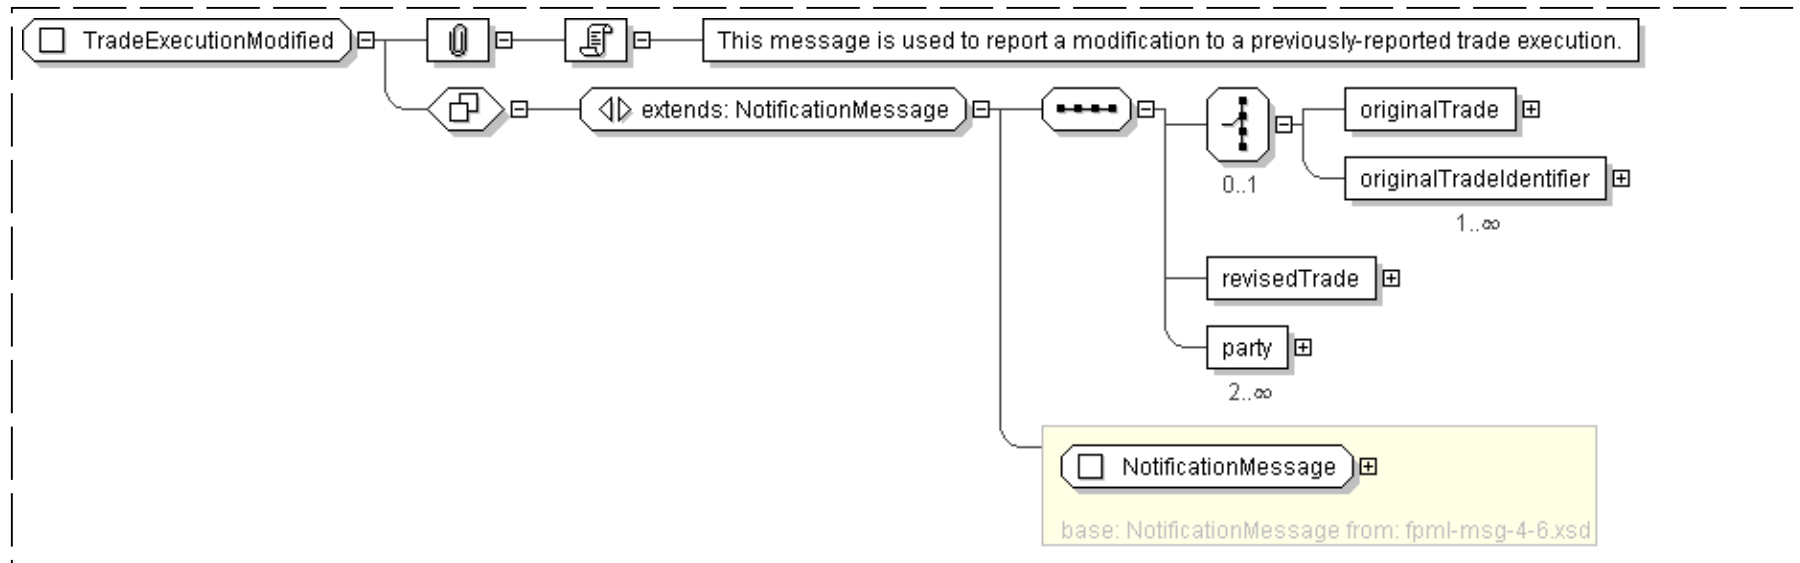 TradeExecutionModified
This message is used to report a modification to a previously-reported trade execution.
extends: NotificationMessage
originalTrade
0..1
originalTradeIdentifier
1..∞
revisedTrade
party
2..∞
NotificationMessage
base: NotificationMessage from: fpml-msg-4-6.xsd